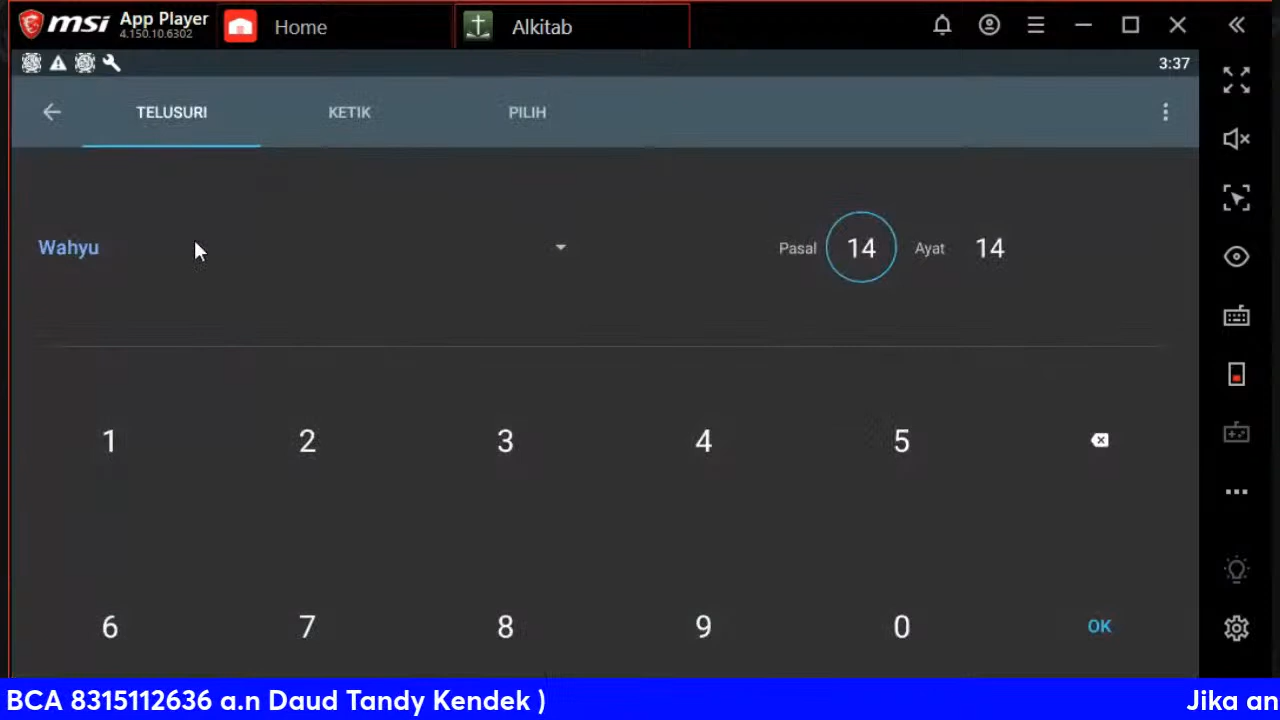 msi App Player
4.150.10.6302
Home
Alkitab
3:37
TELUSURI
KETIK
PILIH
Wahyu
Pasal 14 Ayat 14
1 2 3 4 5
6 7 8 9 0 OK
BCA 8315112636 a.n Daud Tandy Kendek )
Jika an